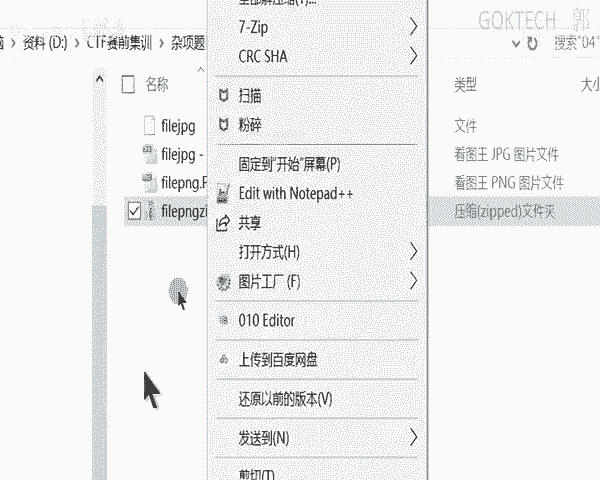 全部解压缩(T)...
GOKTECH 郭
7-Zip
脑 › 资料 (D:) › CTF赛前集训 › 杂项题
搜索"04"
CRC SHA
名称
类型
大小
扫描
filejpg
粉碎
文件
filejpg -
看图王 JPG 图片文件
固定到"开始"屏幕(P)
filepng.P
看图王 PNG 图片文件
Edit with Notepad++
filepngzi
压缩(zipped)文件夹
共享
打开方式(H)
图片工厂 (F)
010 Editor
上传到百度网盘
还原以前的版本(V)
发送到(N)
剪切(T)